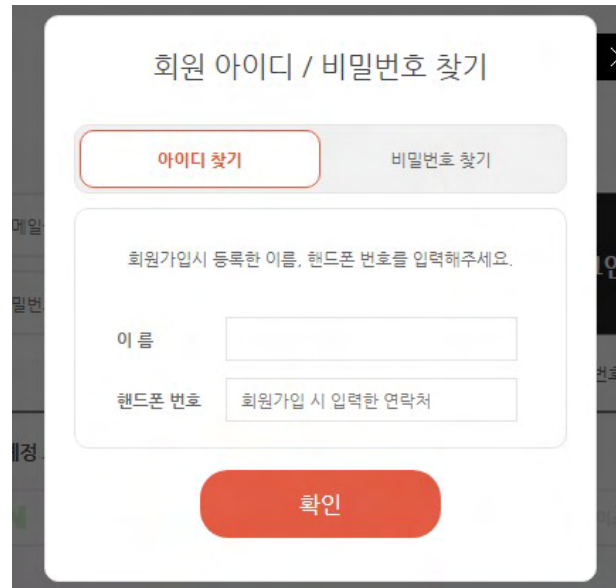 회원 아이디 / 비밀번호 찾기
아이디 찾기
비밀번호 찾기
회원가입시 등록한 이름, 핸드폰 번호를 입력해주세요.
이 름
핸드폰 번호
회원가입 시 입력한 연락처
확인